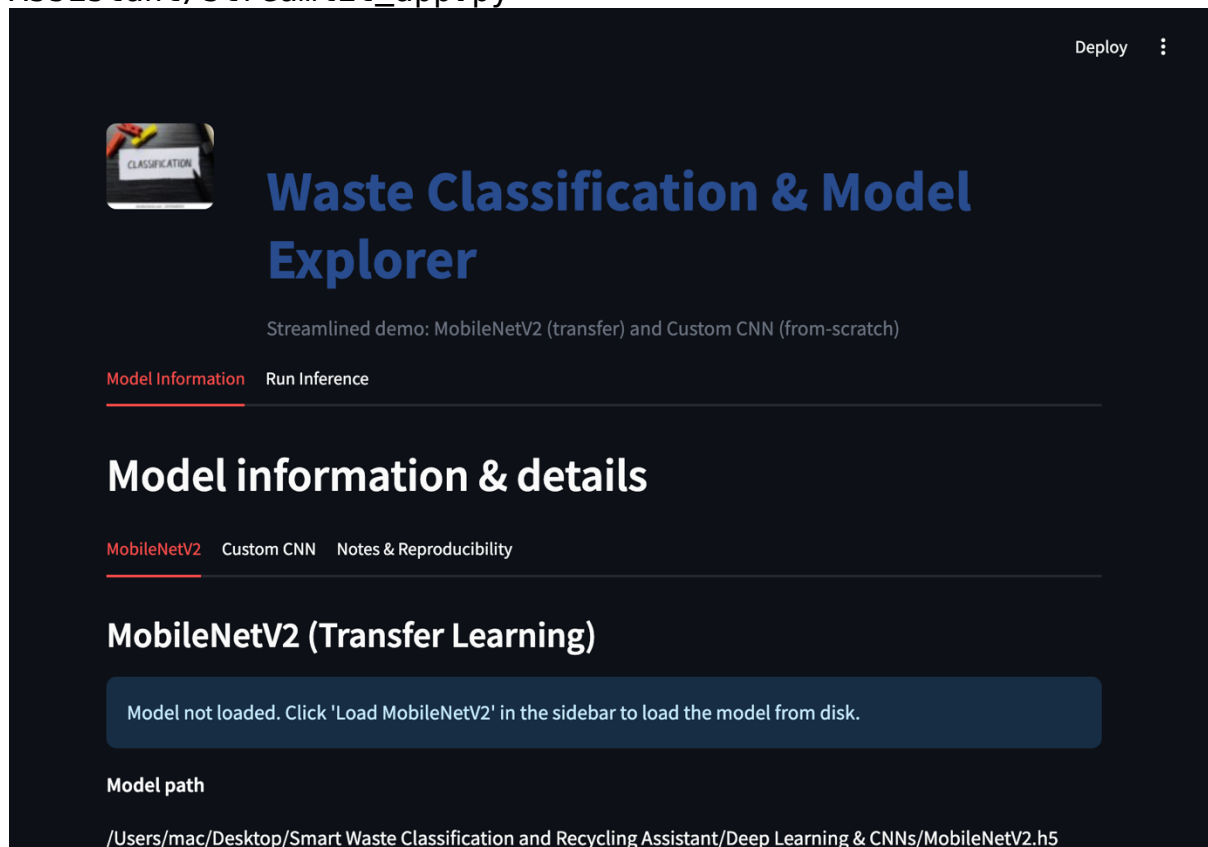 Assistant/streamlit_app.py
Deploy
CLASSIFICATION
Waste Classification & Model
Explorer
Streamlined demo: MobileNetV2 (transfer) and Custom CNN (from-scratch)
Model Information Run Inference
Model information & details
MobileNetV2 Custom CNN Notes & Reproducibility
MobileNetV2 (Transfer Learning)
Model not loaded. Click 'Load MobileNetV2' in the sidebar to load the model from disk.
Model path
/Users/mac/Desktop/Smart Waste Classification and Recycling Assistant/Deep Learning & CNNs/MobileNetV2.h5